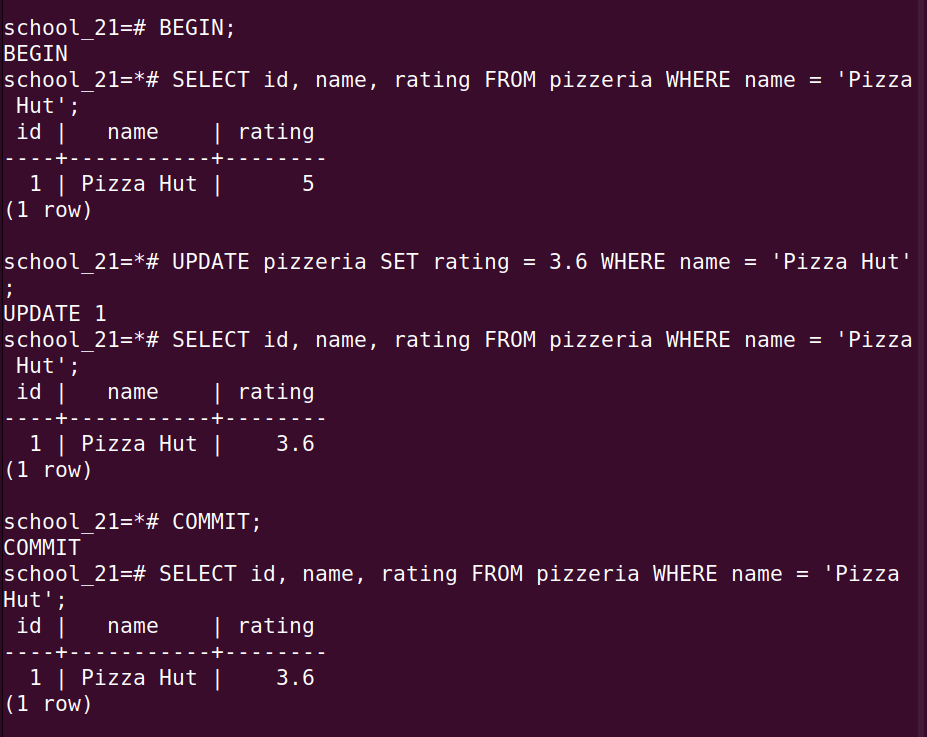 school_21=# BEGIN;
BEGIN
school_21=*# SELECT id, name, rating FROM pizzeria WHERE name = 'Pizza
 Hut';
 id |   name    | rating
----+-----------+--------
  1 | Pizza Hut |      5
(1 row)

school_21=*# UPDATE pizzeria SET rating = 3.6 WHERE name = 'Pizza Hut'
;
UPDATE 1
school_21=*# SELECT id, name, rating FROM pizzeria WHERE name = 'Pizza
 Hut';
 id |   name    | rating
----+-----------+--------
  1 | Pizza Hut |    3.6
(1 row)

school_21=*# COMMIT;
COMMIT
school_21=# SELECT id, name, rating FROM pizzeria WHERE name = 'Pizza
Hut';
 id |   name    | rating
----+-----------+--------
  1 | Pizza Hut |    3.6
(1 row)